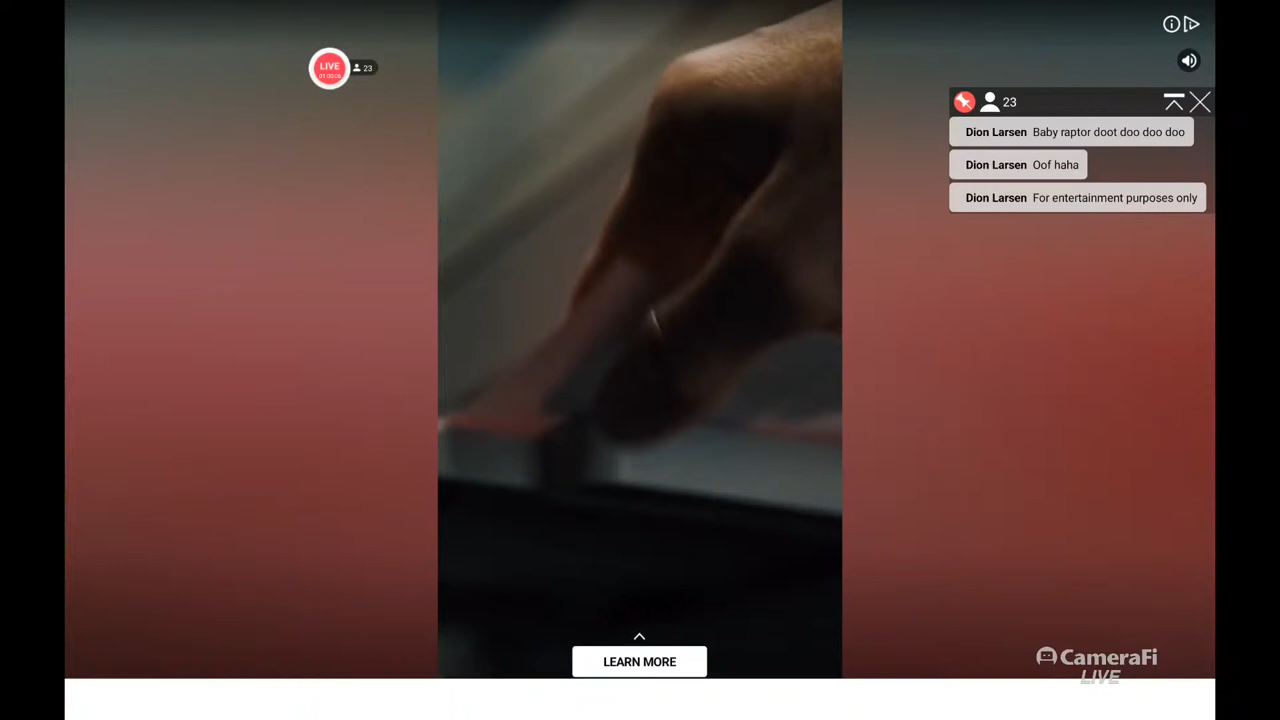 LIVE
23
23
Dion Larsen Baby raptor doot doo doo doo
Dion Larsen Oof haha
Dion Larsen For entertainment purposes only
LEARN MORE
CameraFi
LIVE